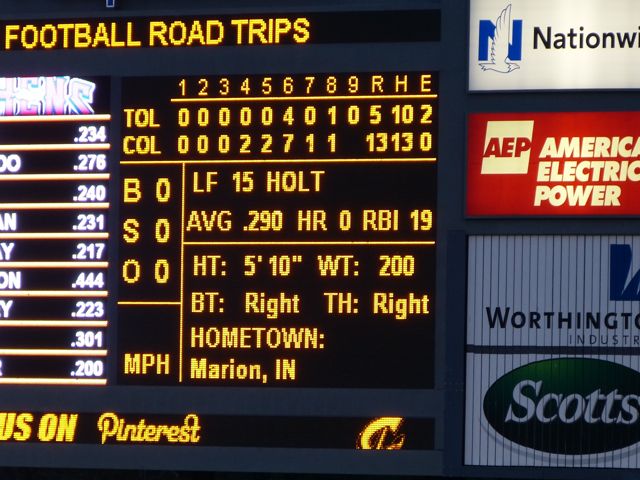 FOOTBALL ROAD TRIPS
1 2 3 4 5 6 7 8 9 R H E
TOL 0 0 0 0 0 4 0 1 0 5 10 2
COL 0 0 0 2 2 7 1 1 13 13 0
.234
.276
.240
.231
.217
.444
.223
.301
.200
B 0
S 0
O 0
MPH
LF 15 HOLT
AVG .290 HR 0 RBI 19
HT: 5' 10" WT: 200
BT: Right TH: Right
HOMETOWN:
Marion, IN
US ON Pinterest
Nationwi
AEP AMERICA
ELECTRIC
POWER
WORTHINGTO
INDUSTR
Scotts